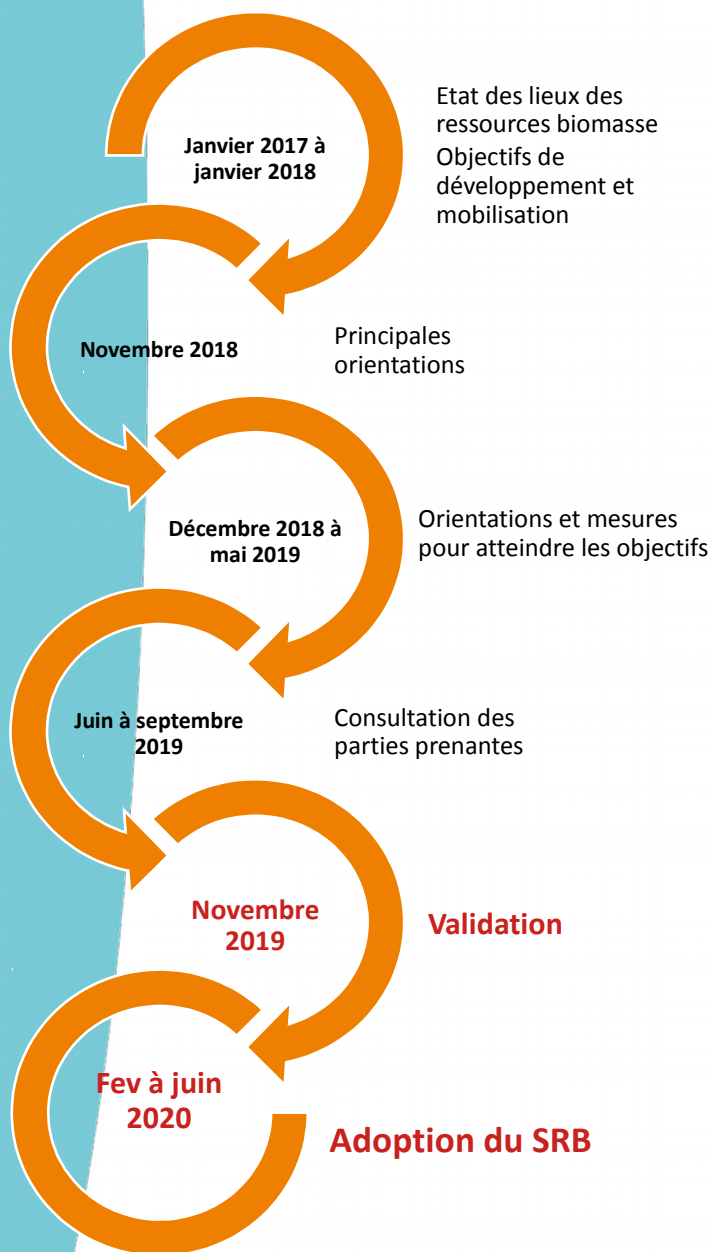 Janvier 2017 à
janvier 2018
Etat des lieux des
ressources biomasse
Objectifs de
développement et
mobilisation
Novembre 2018
Principales
orientations
Décembre 2018 à
mai 2019
Orientations et mesures
pour atteindre les objectifs
Juin à septembre
2019
Consultation des
parties prenantes
Novembre
2019
Validation
Fev à juin
2020
Adoption du SRB